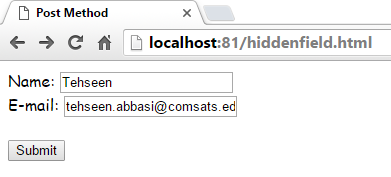 Post Method
localhost:81/hiddenfield.html
Name: Tehseen
E-mail: tehseen.abbasi@comsats.ed
Submit